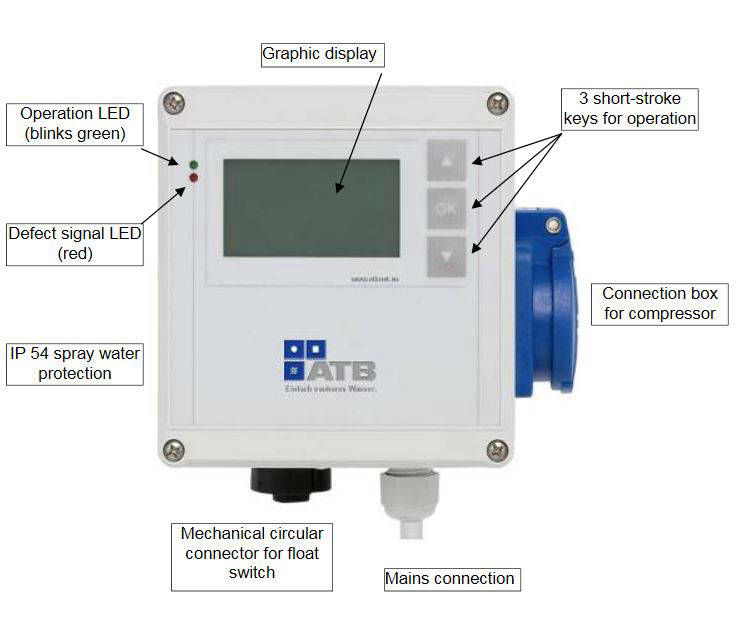 Graphic display
Operation LED
(blinks green)
3 short-stroke
keys for operation
OK
Defect signal LED
(red)
Connection box
for compressor
IP 54 spray water
protection
ATB
Einfach sauberes Wasser.
Mechanical circular
connector for float
switch
Mains connection